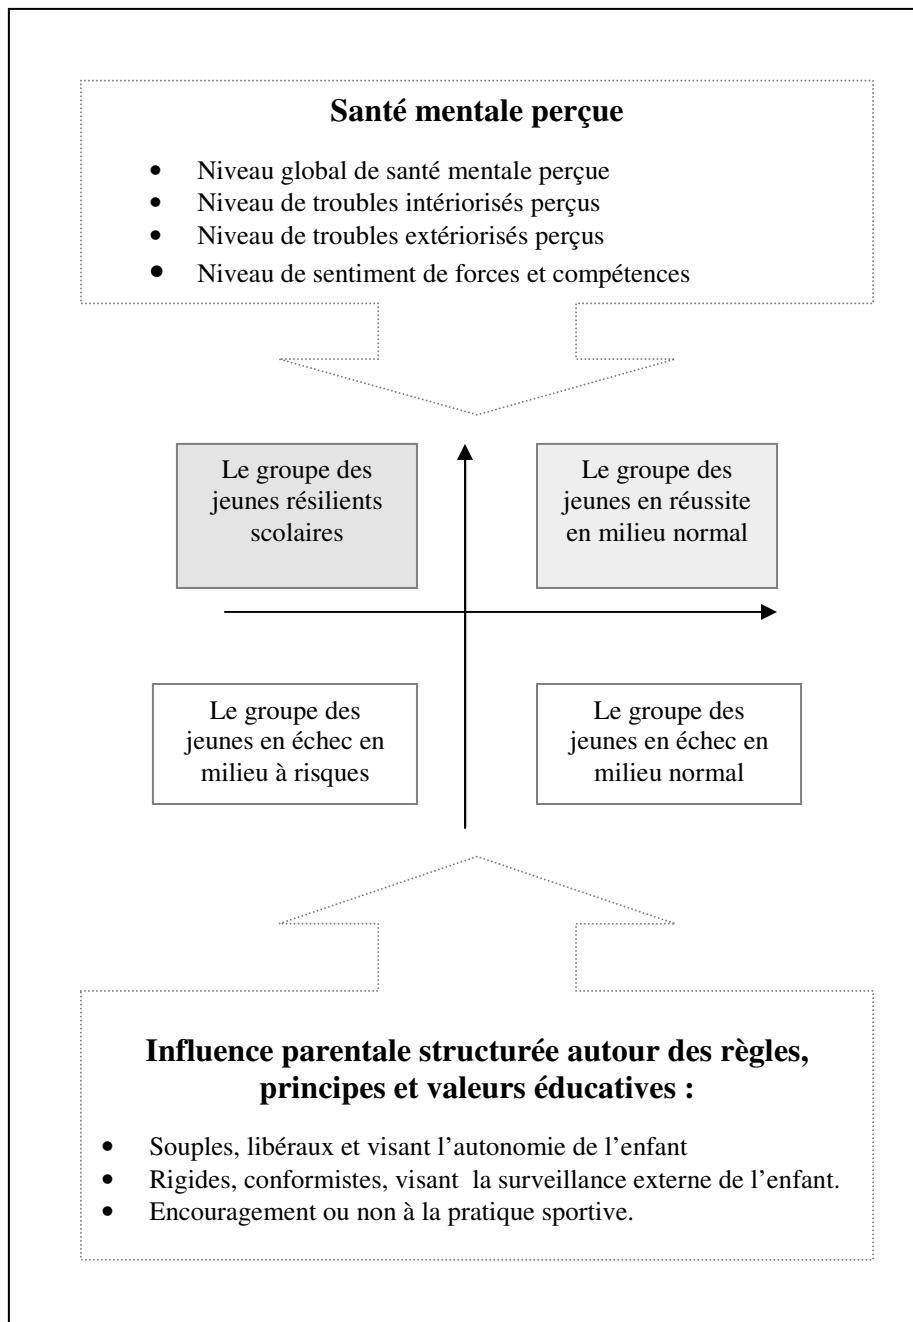 Santé mentale perçue
• Niveau global de santé mentale perçue
• Niveau de troubles intériorisés perçus
• Niveau de troubles extériorisés perçus
• Niveau de sentiment de forces et compétences
Le groupe des
jeunes résilients
scolaires
Le groupe des
jeunes en réussite
en milieu normal
Le groupe des
jeunes en échec en
milieu à risques
Le groupe des
jeunes en échec en
milieu normal
Influence parentale structurée autour des règles,
principes et valeurs éducatives :
• Souples, libéraux et visant l’autonomie de l’enfant
• Rigides, conformistes, visant  la surveillance externe de l’enfant.
• Encouragement ou non à la pratique sportive.